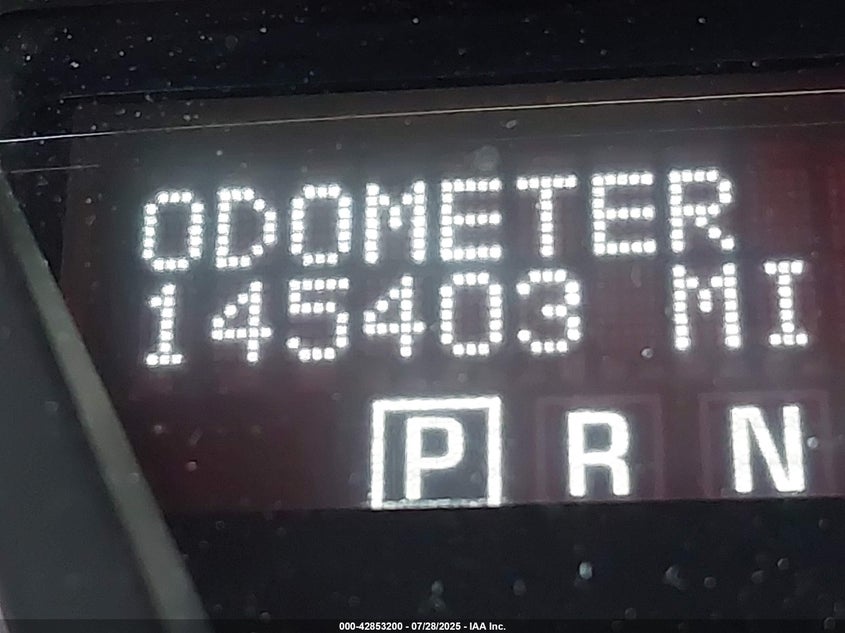 ODOMETER
145403 MI
P R N
000-42853200 - 07/28/2025 - IAA Inc.